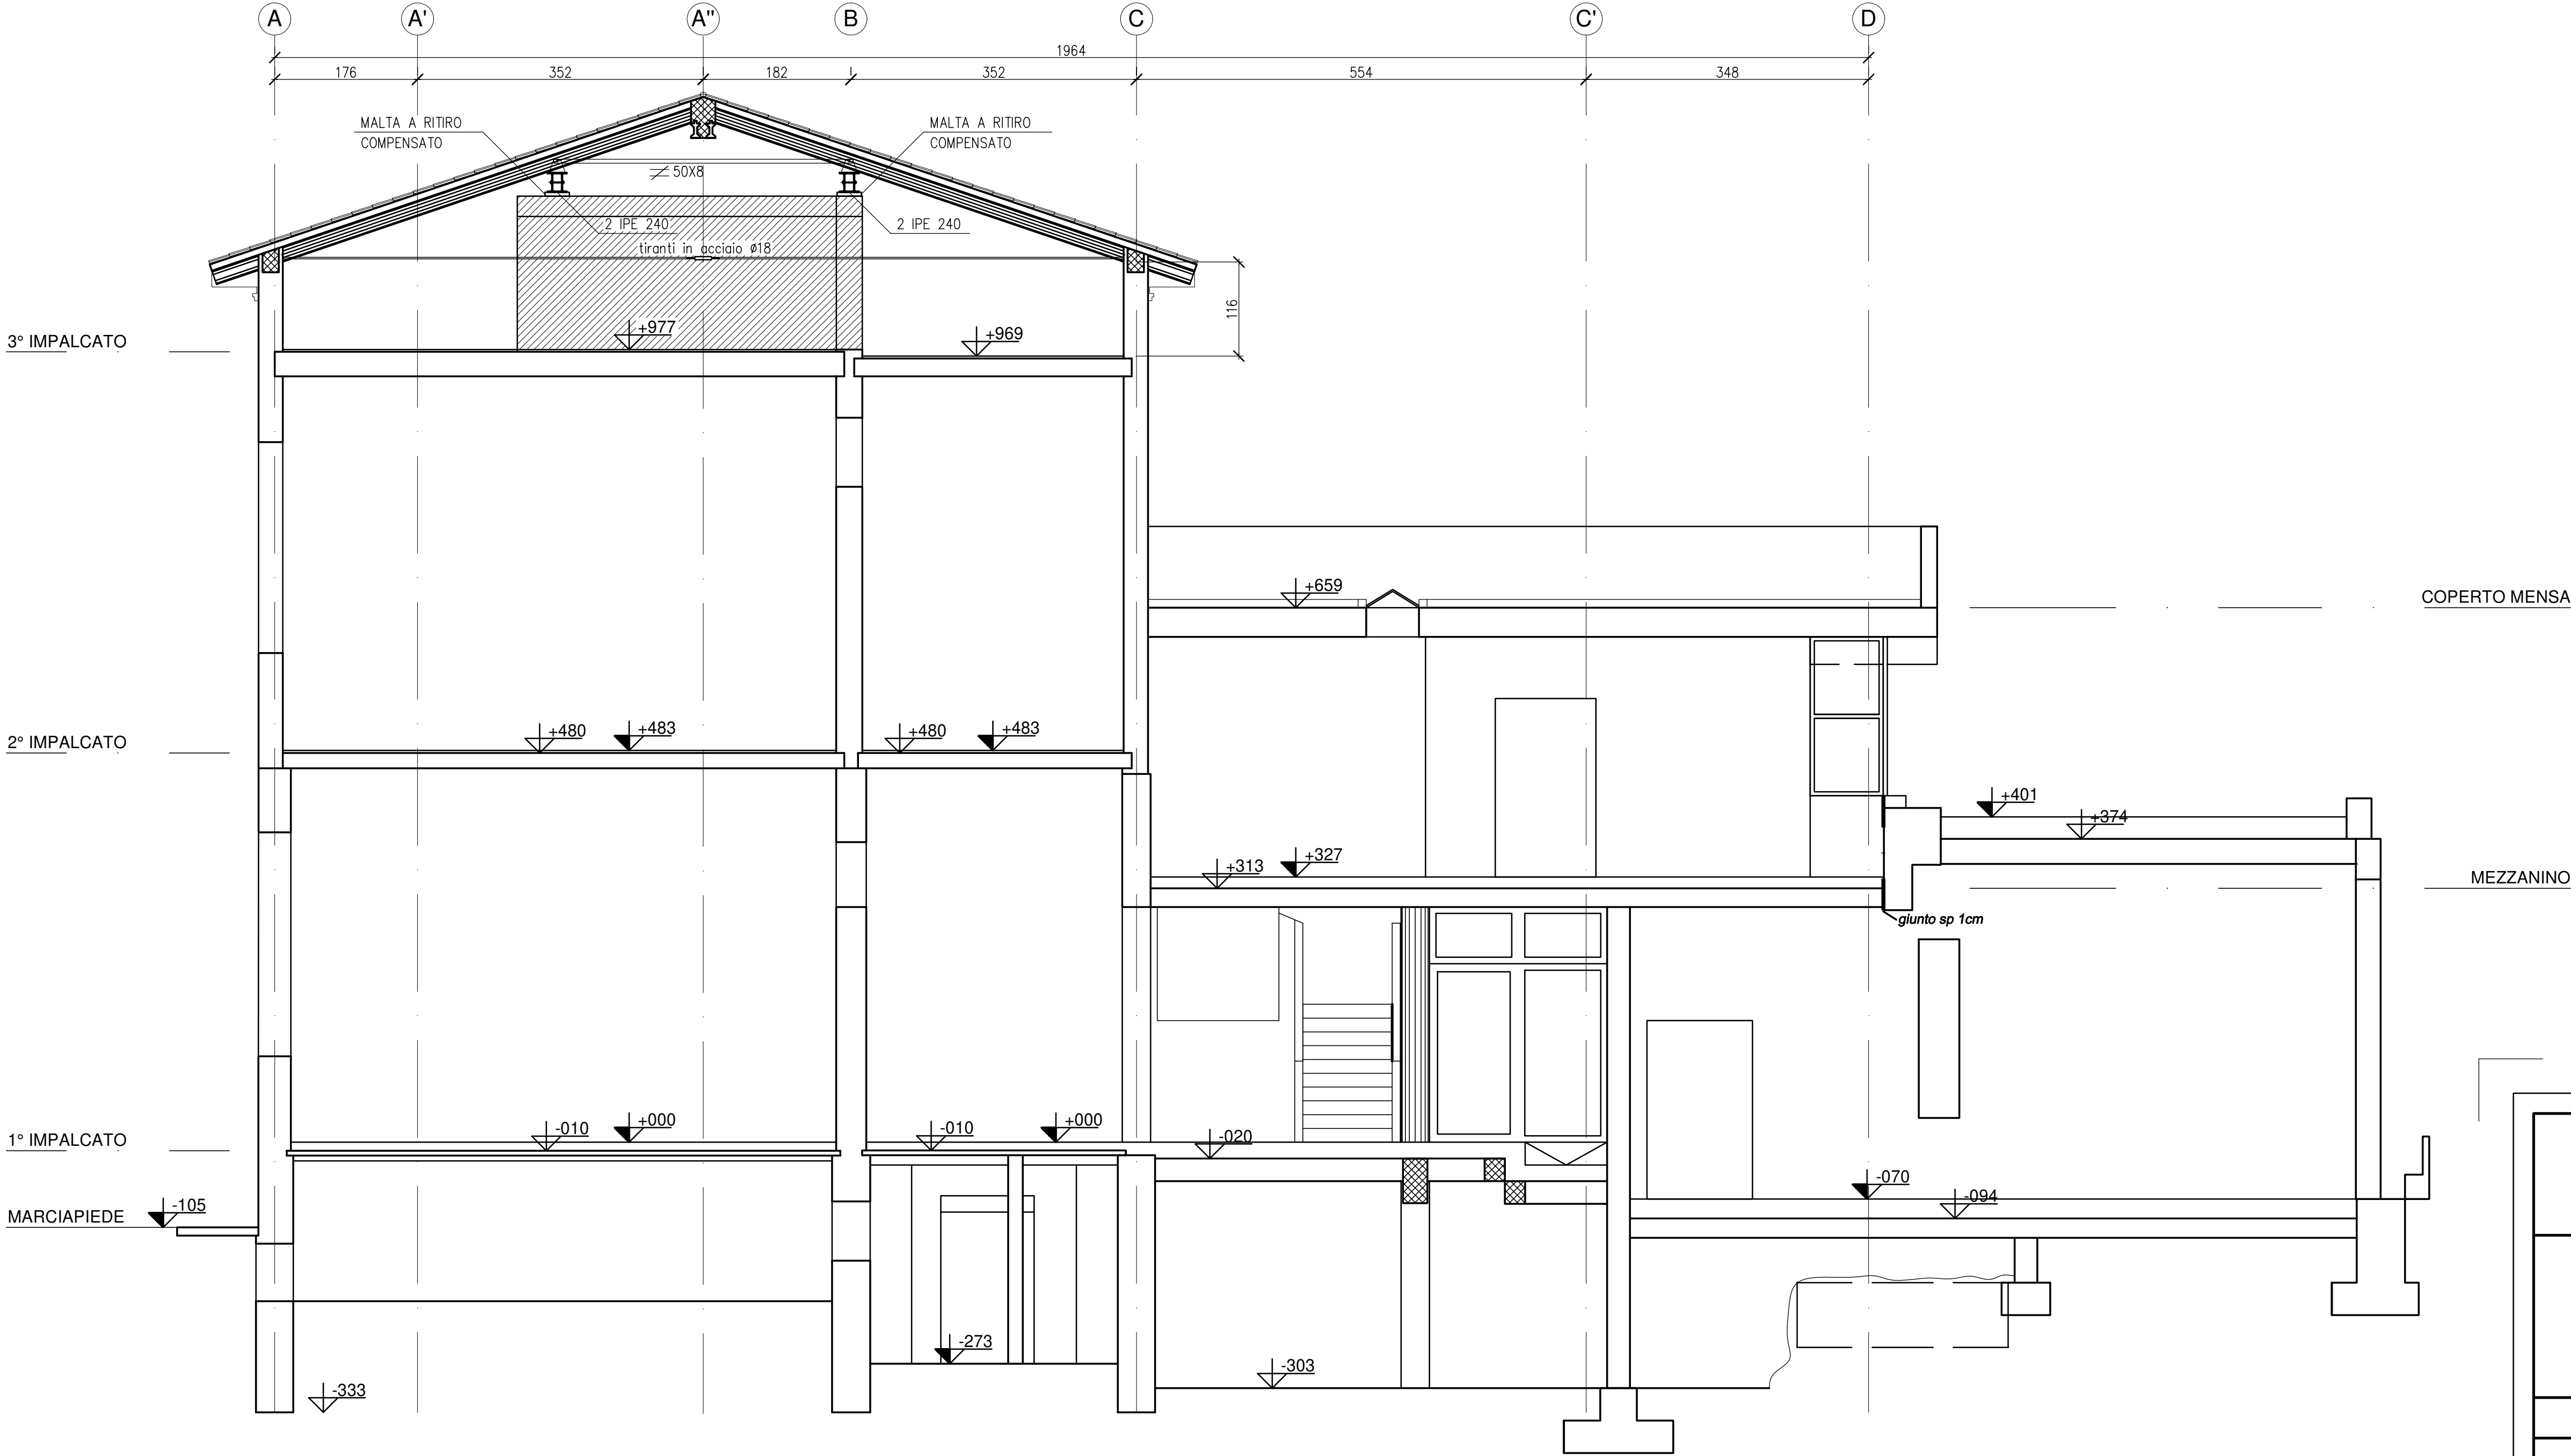 A A' A'' B C C' D
1964
176 352 182 352 554 348
MALTA A RITIRO
COMPENSATO
MALTA A RITIRO
COMPENSATO
50X8
2 IPE 240
2 IPE 240
tiranti in acciaio Ø18
116
3° IMPALCATO
+977
+969
+659
COPERTO MENSA
2° IMPALCATO
+480 +483 +480 +483
+401
+374
+313 +327
MEZZANINO
giunto sp 1cm
1° IMPALCATO
-010 +000 -010 +000
-020
-070
-094
MARCIAPIEDE -105
-273
-303
-333